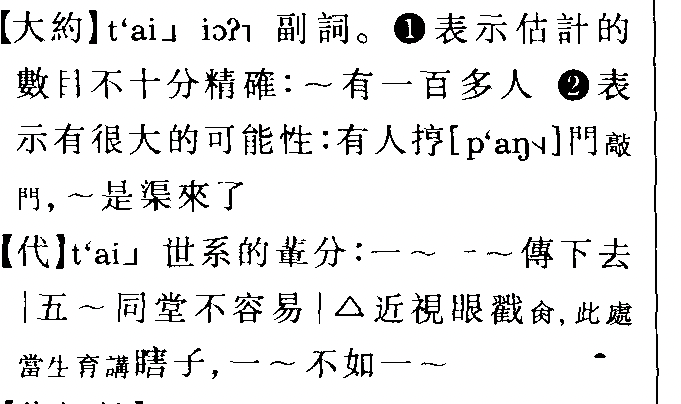 【大約】t‘ai˩ iɔʔ˥ 副詞。❶表示估計的
數目不十分精確:～有一百多人 ❷表
示有很大的可能性:有人揨[p‘aŋ˧˩]門敲
門,～是渠來了
【代】t‘ai˩ 世系的輩分:一～ 一～傳下去
|五～同堂不容易|△近視眼戳侖,此處
當生育講瞎子,一～不如一～